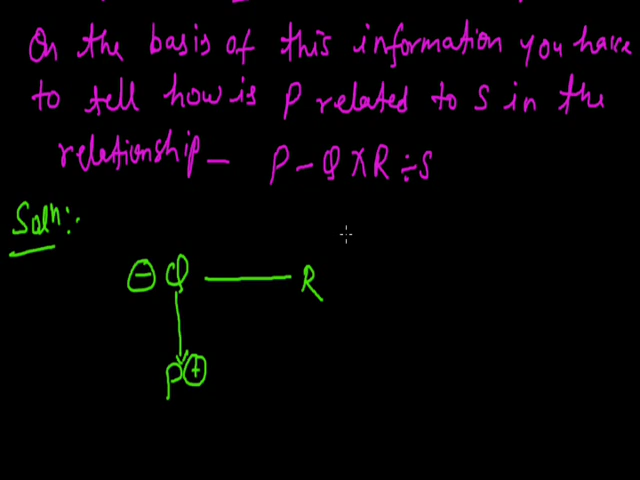 On the basis of this information you have
to tell how is P related to S in the
relationship - P - Q X R ÷ S
Soln:-
⊖ Q R
P ⊕